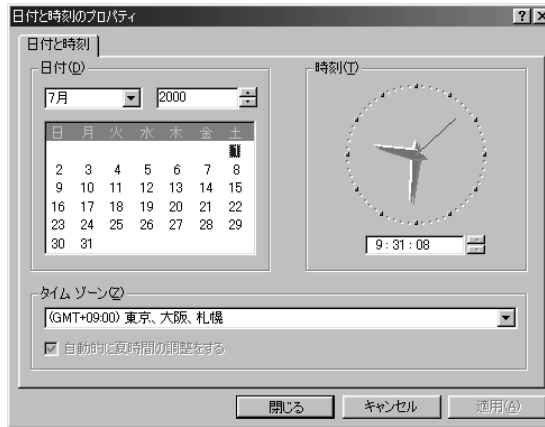 日付と時刻のプロパティ
日付と時刻
日付(D)
7月 2000
日 月 火 水 木 金 土
1
2 3 4 5 6 7 8
9 10 11 12 13 14 15
16 17 18 19 20 21 22
23 24 25 26 27 28 29
30 31
時刻(T)
9:31:08
タイム ゾーン(Z)
(GMT+09:00) 東京、大阪、札幌
自動的に夏時間の調整をする
閉じる キャンセル 適用(A)